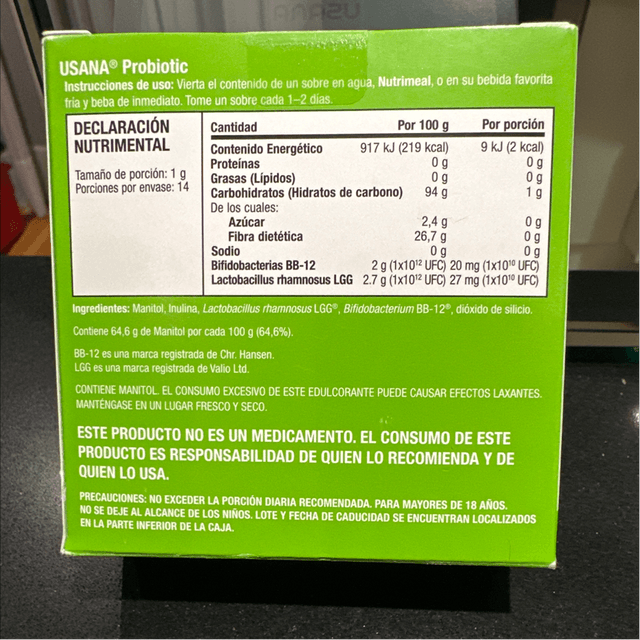 USANA® Probiotic
Instrucciones de uso: Vierta el contenido de un sobre en agua, Nutrimeal, o en su bebida favorita
fría y beba de inmediato. Tome un sobre cada 1–2 días.
DECLARACIÓN
NUTRIMENTAL
Tamaño de porción: 1 g
Porciones por envase: 14
Cantidad Por 100 g Por porción
Contenido Energético 917 kJ (219 kcal) 9 kJ (2 kcal)
Proteínas 0 g 0 g
Grasas (Lípidos) 0 g 0 g
Carbohidratos (Hidratos de carbono) 94 g 1 g
De los cuales:
Azúcar 2,4 g 0 g
Fibra dietética 26,7 g 0 g
Sodio 0 g 0 g
Bifidobacterias BB-12 2 g (1x10¹² UFC) 20 mg (1x10¹⁰ UFC)
Lactobacillus rhamnosus LGG 2.7 g (1x10¹² UFC) 27 mg (1x10¹⁰ UFC)
Ingredientes: Manitol, Inulina, Lactobacillus rhamnosus LGG®, Bifidobacterium BB-12®, dióxido de silicio.
Contiene 64,6 g de Manitol por cada 100 g (64,6%).
BB-12 es una marca registrada de Chr. Hansen.
LGG es una marca registrada de Valio Ltd.
CONTIENE MANITOL. EL CONSUMO EXCESIVO DE ESTE EDULCORANTE PUEDE CAUSAR EFECTOS LAXANTES.
MANTÉNGASE EN UN LUGAR FRESCO Y SECO.
ESTE PRODUCTO NO ES UN MEDICAMENTO. EL CONSUMO DE ESTE
PRODUCTO ES RESPONSABILIDAD DE QUIEN LO RECOMIENDA Y DE
QUIEN LO USA.
PRECAUCIONES: NO EXCEDER LA PORCIÓN DIARIA RECOMENDADA. PARA MAYORES DE 18 AÑOS.
NO SE DEJE AL ALCANCE DE LOS NIÑOS. LOTE Y FECHA DE CADUCIDAD SE ENCUENTRAN LOCALIZADOS
EN LA PARTE INFERIOR DE LA CAJA.